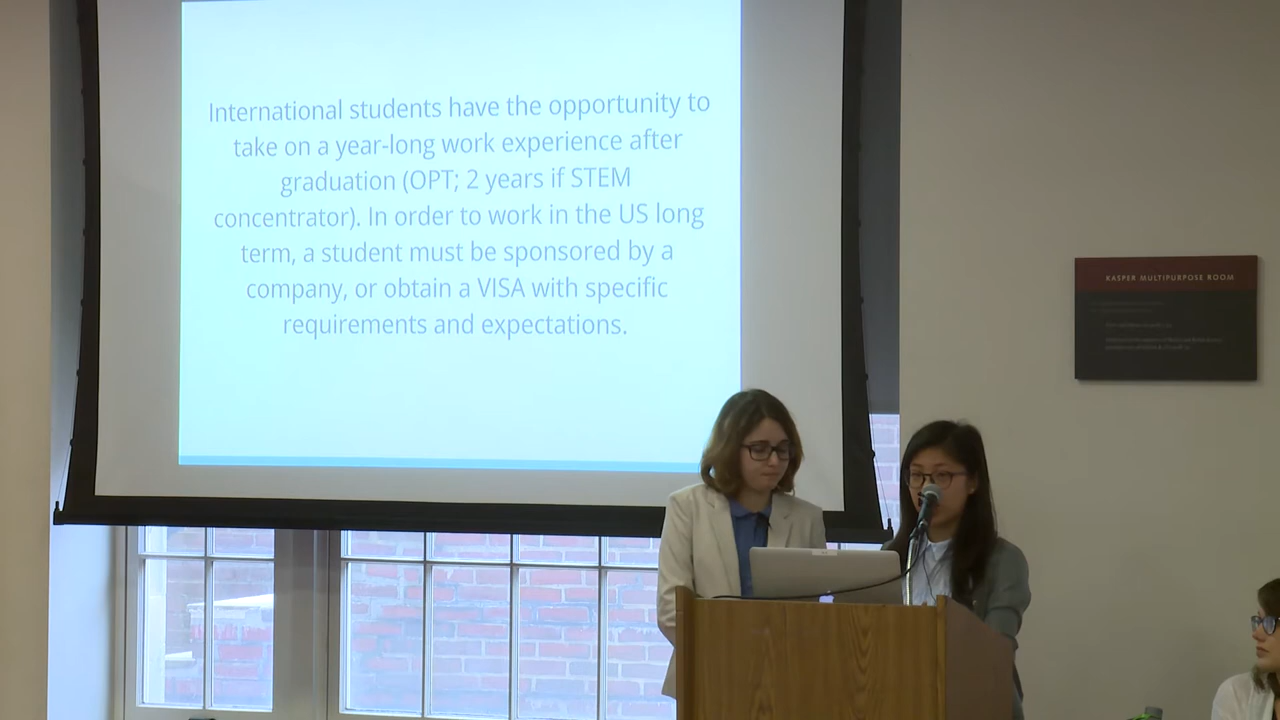 International students have the opportunity to
take on a year-long work experience after
graduation (OPT; 2 years if STEM
concentrator). In order to work in the US long
term, a student must be sponsored by a
company, or obtain a VISA with specific
requirements and expectations.
KASPER MULTIPURPOSE ROOM